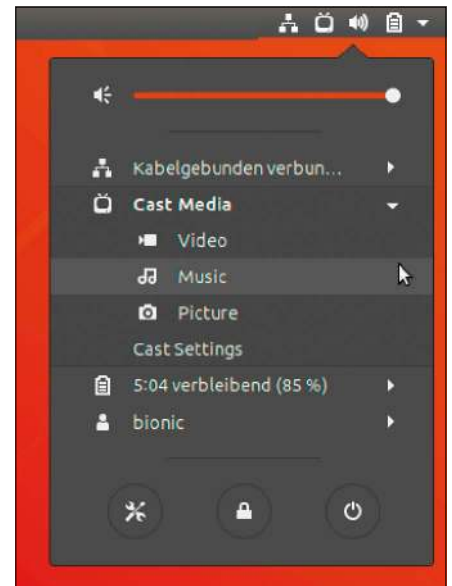 Kabelgebunden verbun...
Cast Media
Video
Music
Picture
Cast Settings
5:04 verbleibend (85 %)
bionic